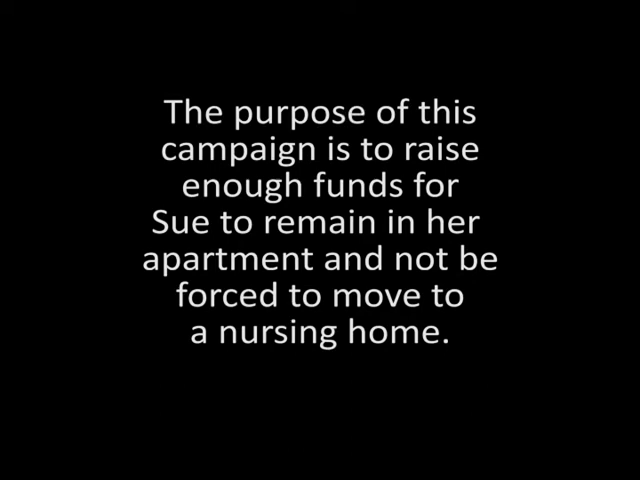 The purpose of this
campaign is to raise
enough funds for
Sue to remain in her
apartment and not be
forced to move to
a nursing home.